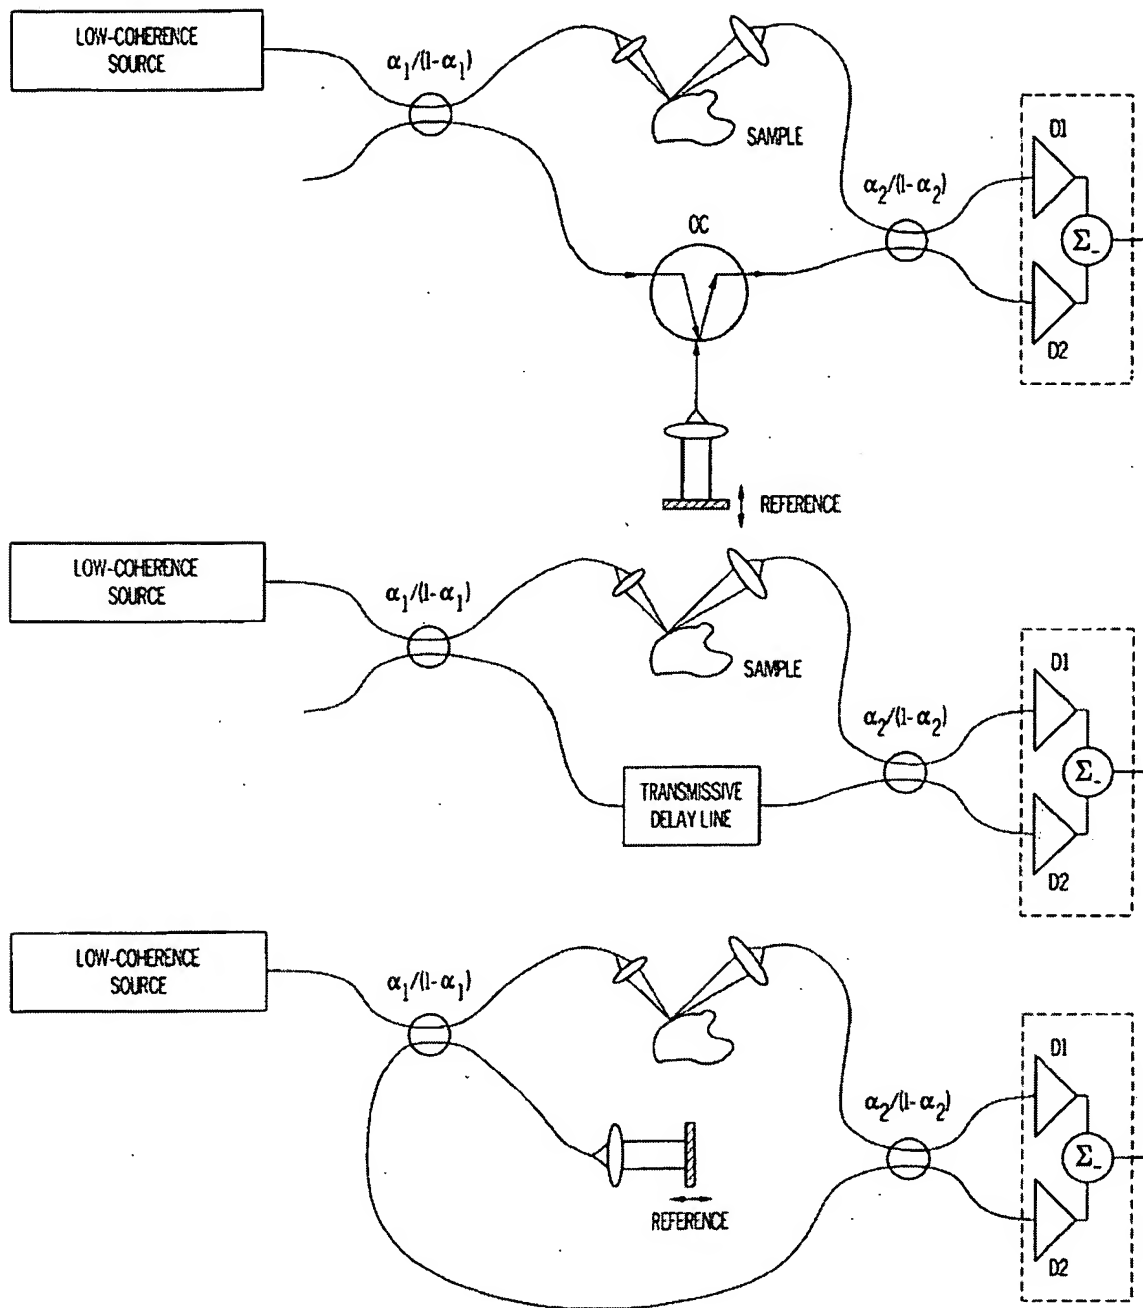 LOW-COHERENCE
SOURCE
α₁/(1-α₁)
SAMPLE
D1
α₂/(1-α₂)
OC
Σ-
D2
REFERENCE
LOW-COHERENCE
SOURCE
α₁/(1-α₁)
SAMPLE
D1
α₂/(1-α₂)
Σ-
TRANSMISSIVE
DELAY LINE
D2
LOW-COHERENCE
SOURCE
α₁/(1-α₁)
D1
α₂/(1-α₂)
Σ-
REFERENCE
D2